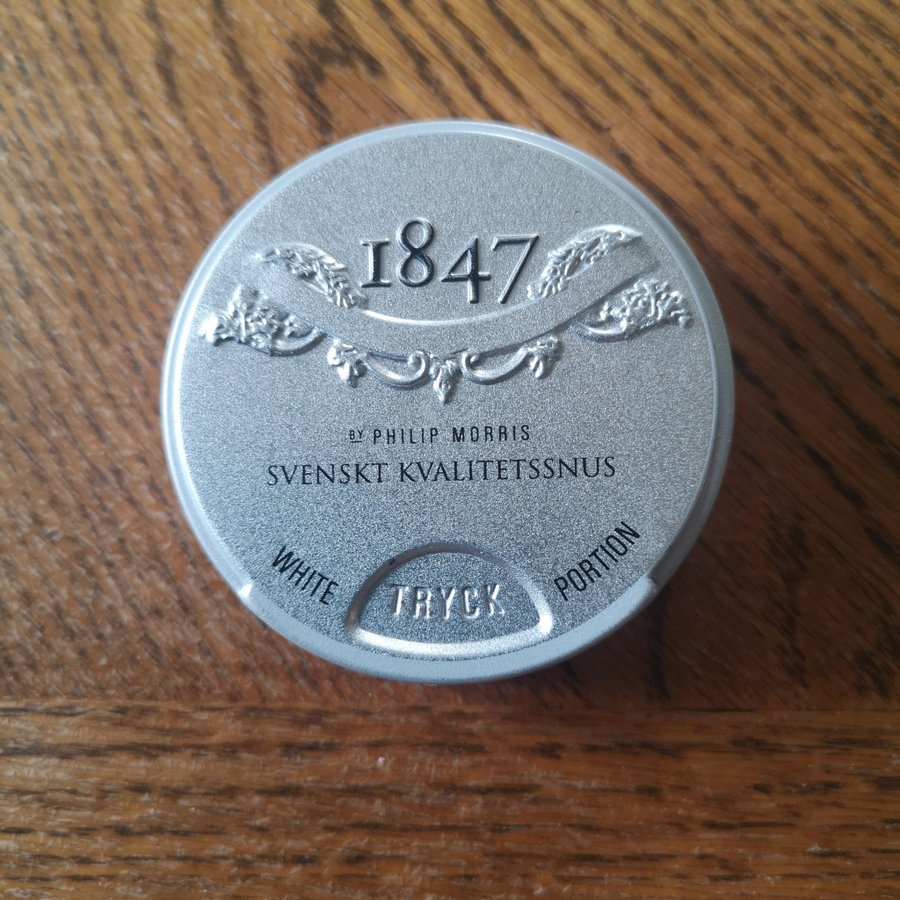 1847
BY PHILIP MORRIS
SVENSKT KVALITETSSNUS
WHITE PORTION
TRYCK